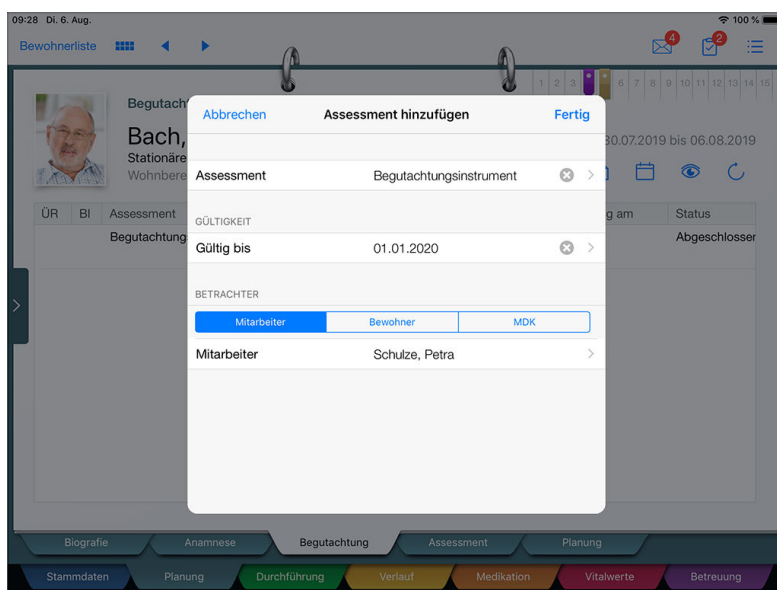 09:28 Di. 6. Aug.
100 %
Bewohnerliste
4
2
1 2 3 6 7 8 9 10 11 12 13 14 15
Begutach
Bach,
Stationäre
Wohnbere
30.07.2019 bis 06.08.2019
Abbrechen Assessment hinzufügen Fertig
Assessment Begutachtungsinstrument
GÜLTIGKEIT
Gültig bis 01.01.2020
BETRACHTER
Mitarbeiter Bewohner MDK
Mitarbeiter Schulze, Petra
ÜR BI Assessment g am Status
Begutachtung Abgeschlossen
Biografie Anamnese Begutachtung Assessment Planung
Stammdaten Planung Durchführung Verlauf Medikation Vitalwerte Betreuung